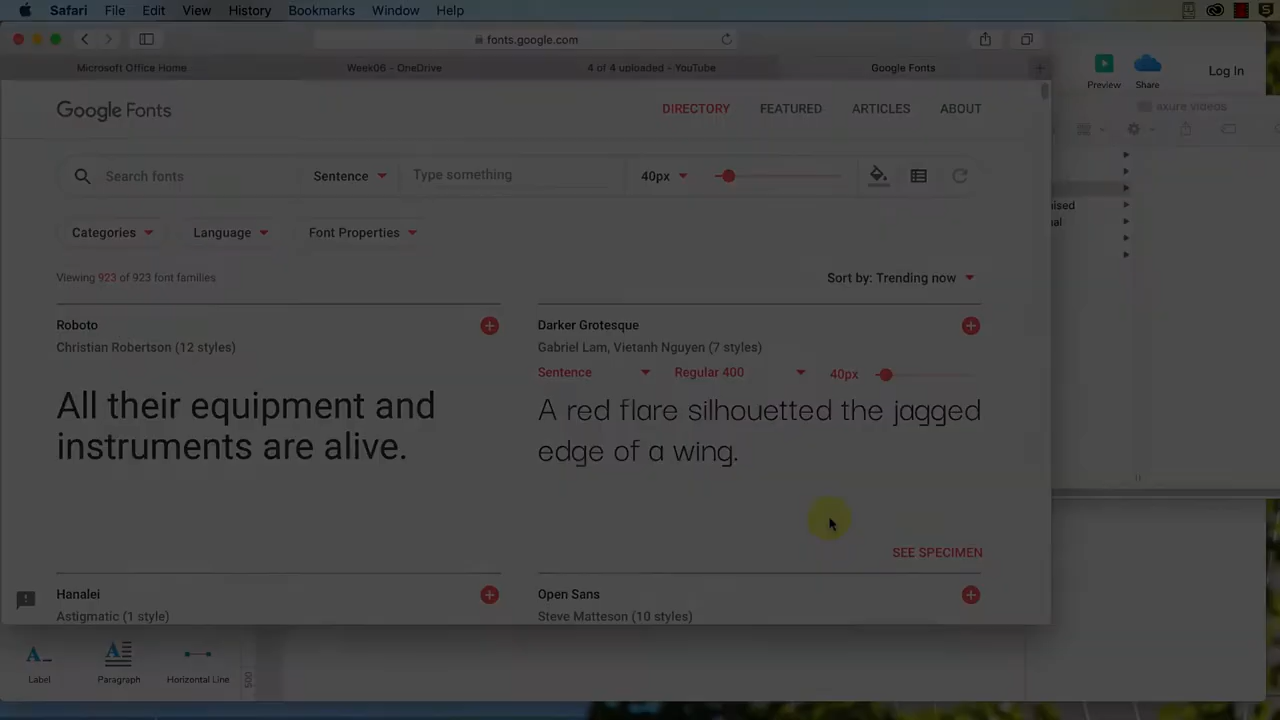 Safari File Edit View History Bookmarks Window Help
fonts.google.com
Microsoft Office Home Week06 - OneDrive 4 of 4 uploaded - YouTube Google Fonts +
Preview Share Log In
axure videos
Google Fonts DIRECTORY FEATURED ARTICLES ABOUT
Search fonts Sentence Type something 40px
Categories Language Font Properties
Viewing 923 of 923 font families Sort by: Trending now
Roboto
Christian Robertson (12 styles)
All their equipment and
instruments are alive.
Darker Grotesque
Gabriel Lam, Vietanh Nguyen (7 styles)
Sentence Regular 400 40px
A red flare silhouetted the jagged
edge of a wing.
SEE SPECIMEN
Hanalei
Astigmatic (1 style)
Open Sans
Steve Matteson (10 styles)
Label Paragraph Horizontal Line
500